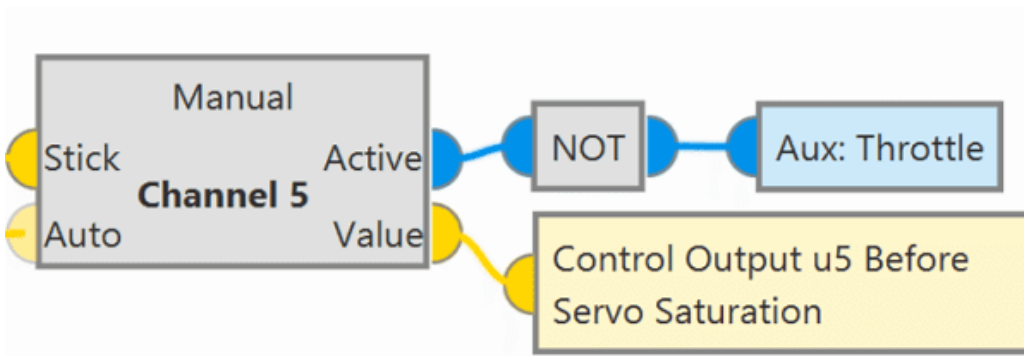 Manual
Stick
Active
NOT
Aux: Throttle
Channel 5
Auto
Value
Control Output u5 Before
Servo Saturation